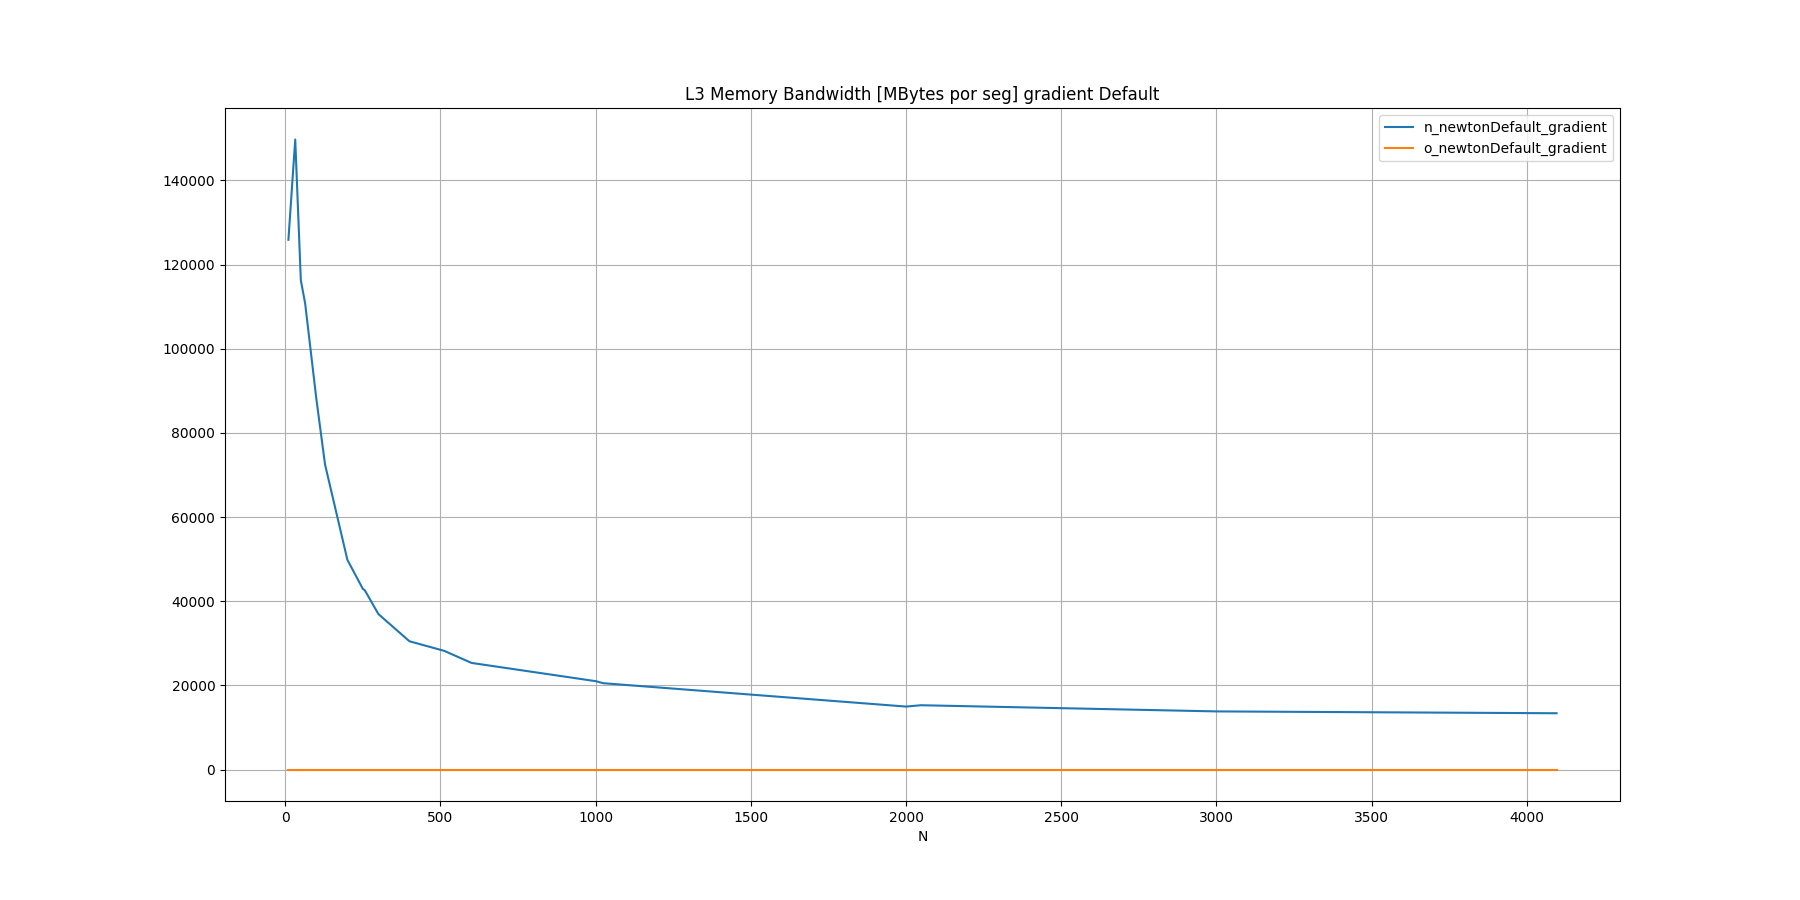 L3 Memory Bandwidth [MBytes por seg] gradient Default
n_newtonDefault_gradient
o_newtonDefault_gradient
140000
120000
100000
80000
60000
40000
20000
0
0 500 1000 1500 2000 2500 3000 3500 4000
N